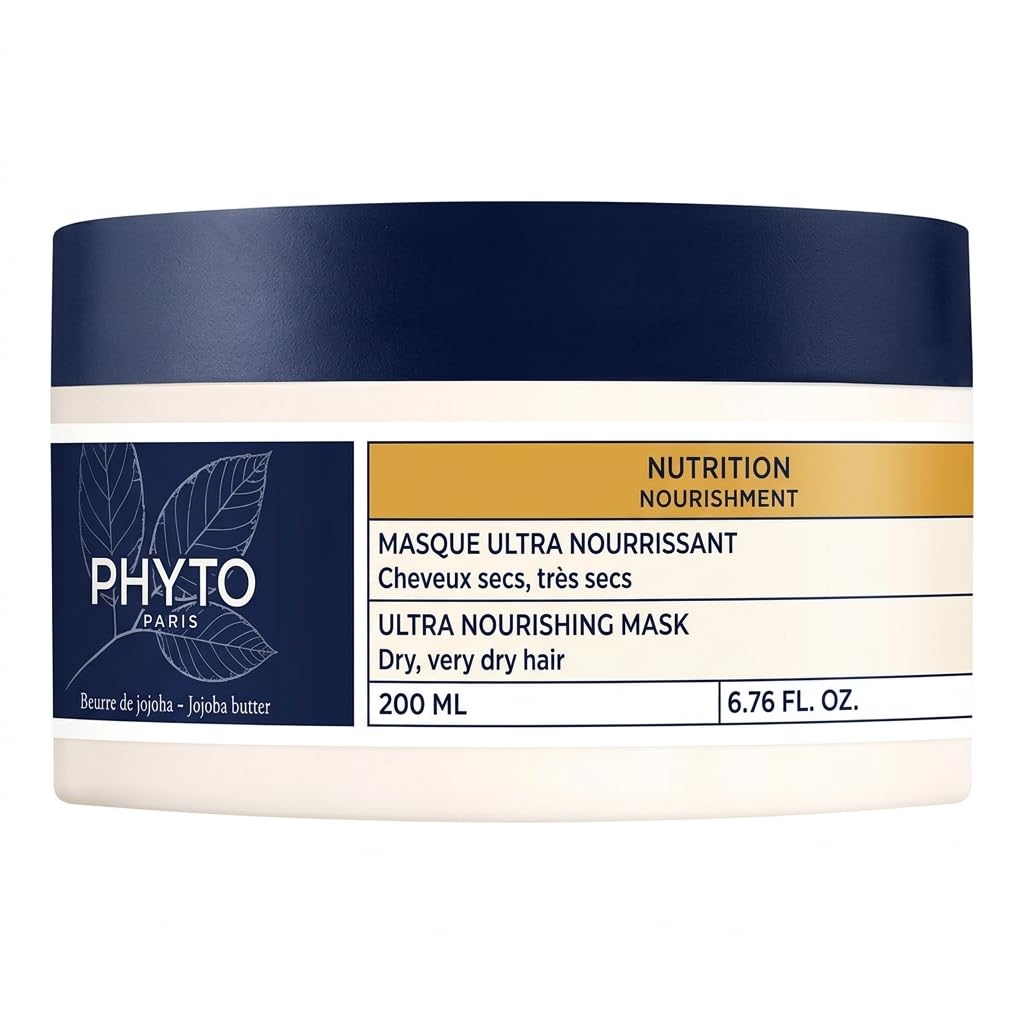 PHYTO
PARIS
Beurre de jojoha - Jojoba butter
NUTRITION
NOURISHMENT
MASQUE ULTRA NOURRISSANT
Cheveux secs, très secs
ULTRA NOURISHING MASK
Dry, very dry hair
200 ML
6.76 FL. OZ.